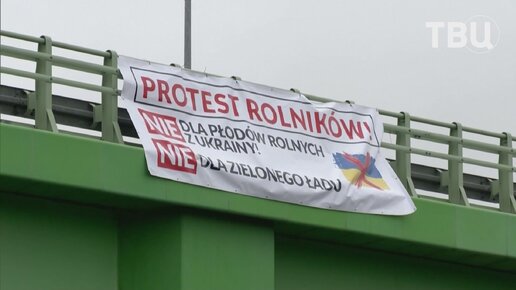 ТВЦ
PROTEST ROLNIKÓW!
NIE DLA PŁODÓW ROLNYCH
Z UKRAINY!
NIE DLA ZIELONEGO ŁADU